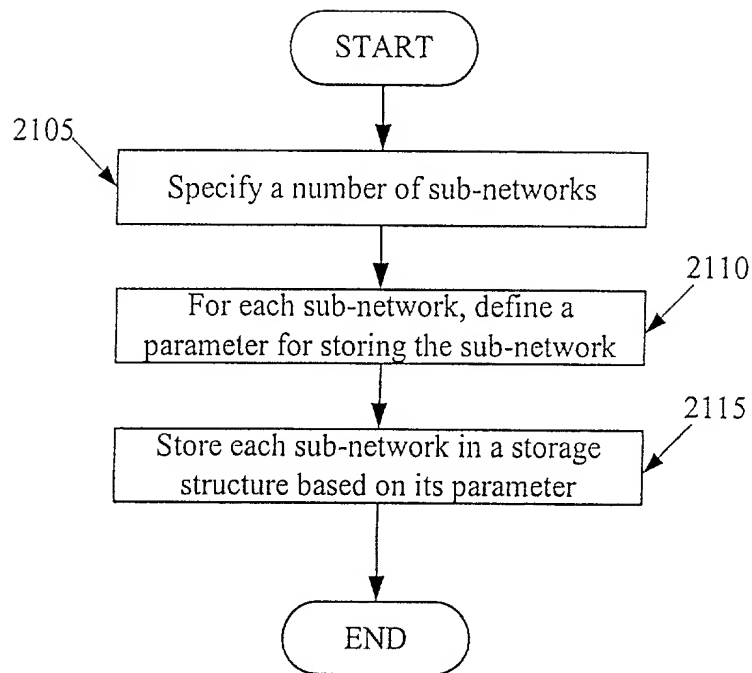 START
2105
Specify a number of sub-networks
2110
For each sub-network, define a
parameter for storing the sub-network
2115
Store each sub-network in a storage
structure based on its parameter
END